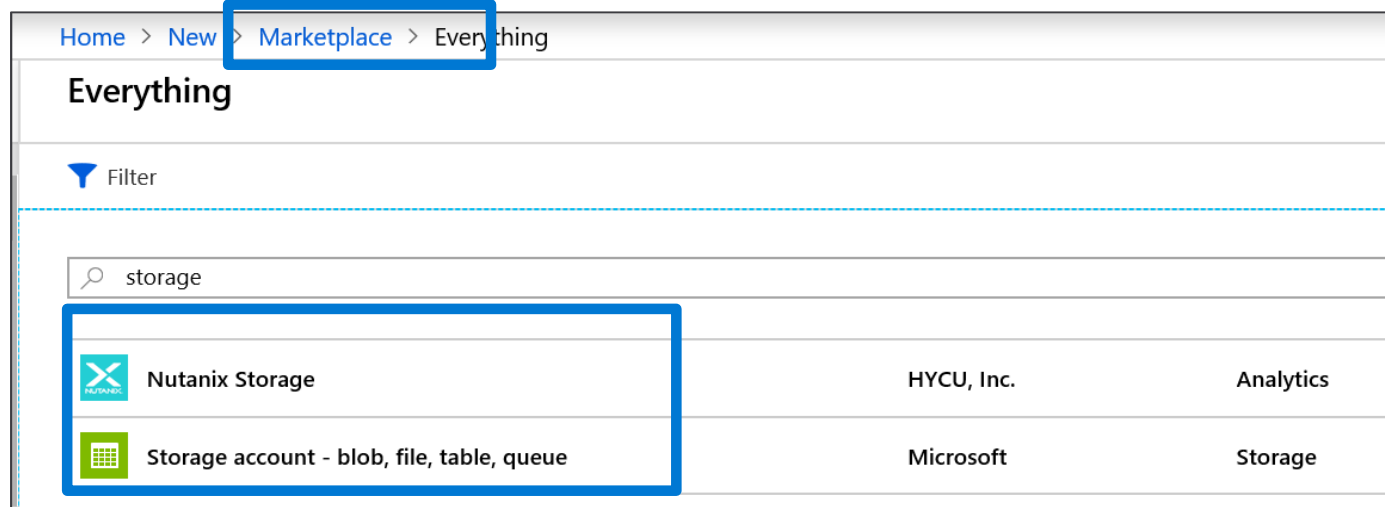 Home > New > Marketplace > Everything
Everything
Filter
storage
NUTANIX Nutanix Storage HYCU, Inc. Analytics
Storage account - blob, file, table, queue Microsoft Storage